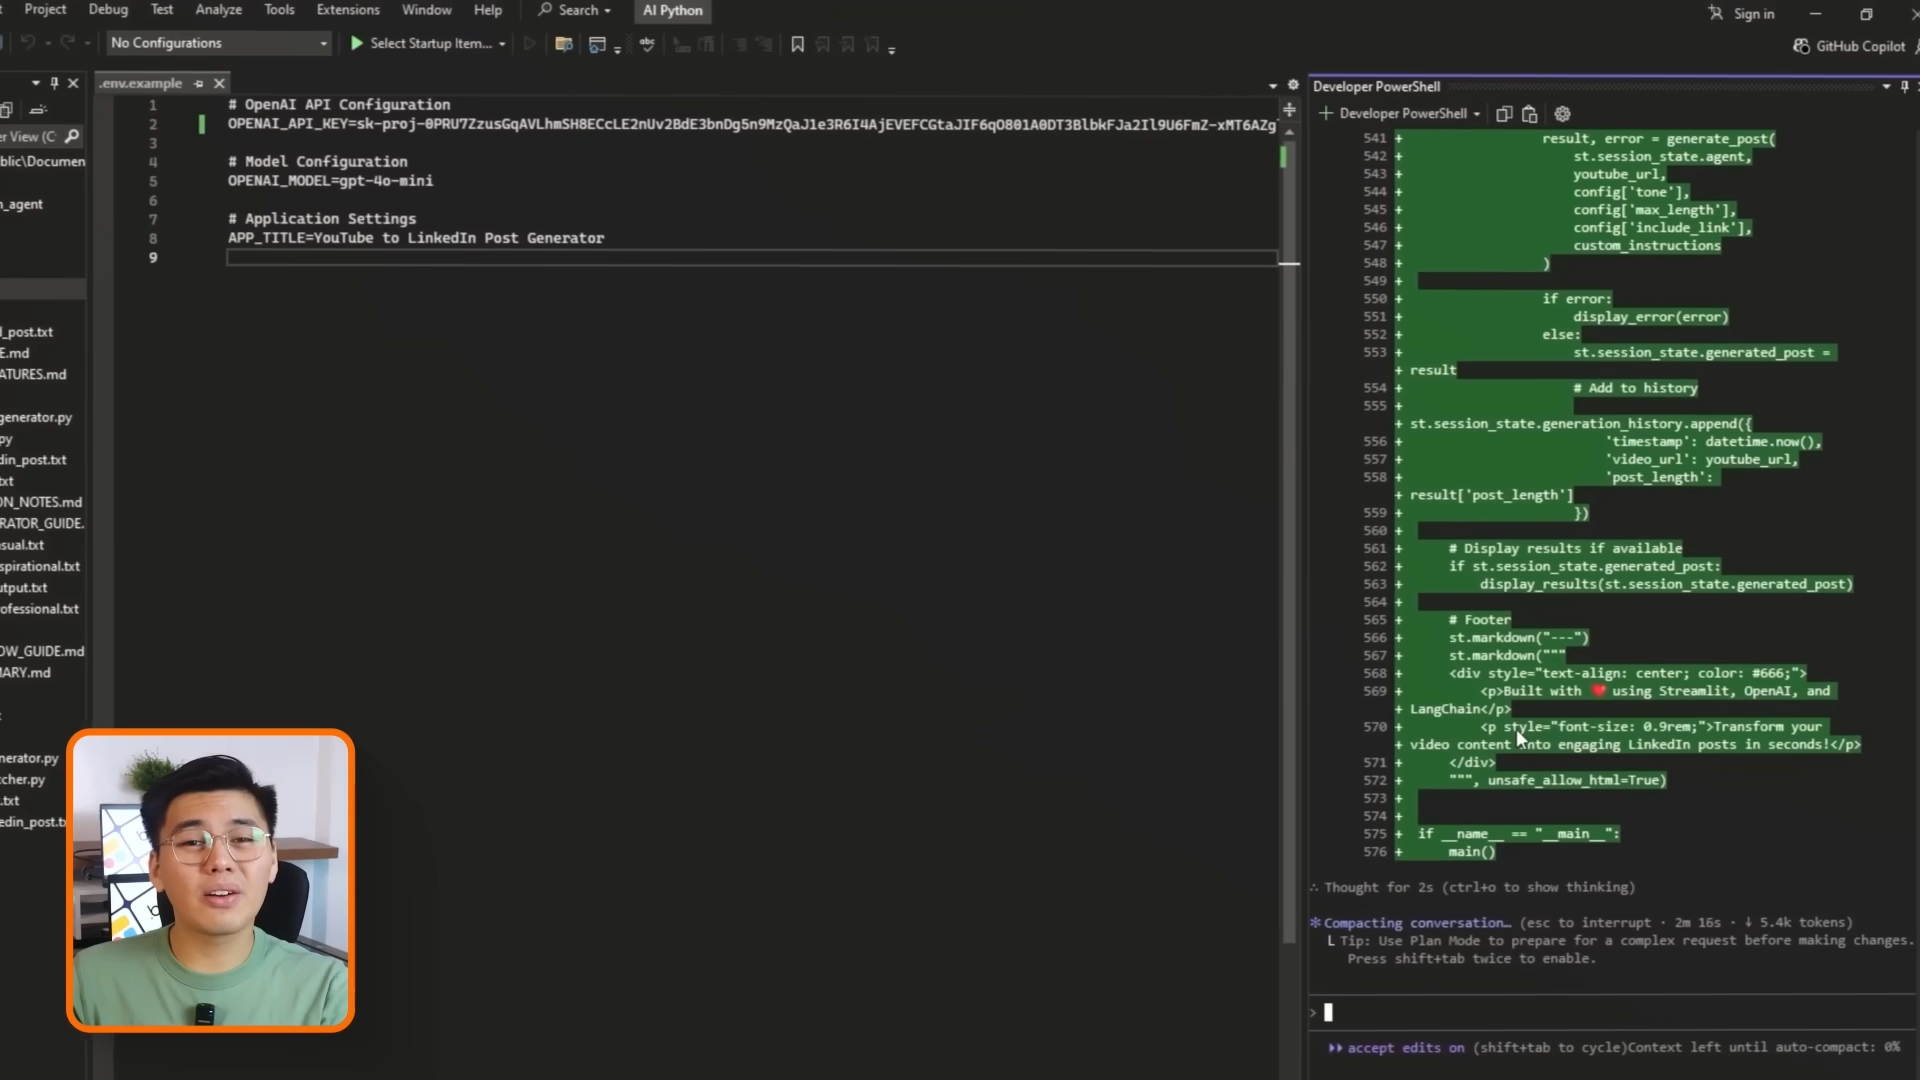 Project Debug Test Analyze Tools Extensions Window Help Search AI Python Sign in
No Configurations Select Startup Item... GitHub Copilot
.env.example
1 # OpenAI API Configuration
2 OPENAI_API_KEY=
3
4 # Model Configuration
5 OPENAI_MODEL=gpt-4o-mini
6
7 # Application Settings
8 APP_TITLE=YouTube to LinkedIn Post Generator
9
er View (C
blic\Documen
n_agent
l_post.txt
E.md
ATURES.md
generator.py
py
din_post.txt
txt
ON_NOTES.md
RATOR_GUIDE.
sual.txt
spirational.txt
utput.txt
rofessional.txt
OW_GUIDE.md
MARY.md
nerator.py
tcher.py
.txt
edin_post.tx
Developer PowerShell
Developer PowerShell
541 + result, error = generate_post(
542 + st.session_state.agent,
543 + youtube_url,
544 + config['tone'],
545 + config['max_length'],
546 + config['include_link'],
547 + custom_instructions
548 + )
549 +
550 + if error:
551 + display_error(error)
552 + else:
553 + st.session_state.generated_post =
+ result
554 + # Add to history
555 +
+ st.session_state.generation_history.append({
556 + 'timestamp': datetime.now(),
557 + 'video_url': youtube_url,
558 + 'post_length':
+ result['post_length']
559 + })
560 +
561 + # Display results if available
562 + if st.session_state.generated_post:
563 + display_results(st.session_state.generated_post)
564 +
565 + # Footer
566 + st.markdown("---")
567 + st.markdown("""
568 + <div style="text-align: center; color: #666;">
569 + <p>Built with ❤️ using Streamlit, OpenAI, and
+ LangChain</p>
570 + <p style="font-size: 0.9rem;">Transform your
+ video content into engaging LinkedIn posts in seconds!</p>
571 + </div>
572 + """, unsafe_allow_html=True)
573 +
574 +
575 + if __name__ == "__main__":
576 + main()
∴ Thought for 2s (ctrl+o to show thinking)
* Compacting conversation… (esc to interrupt · 2m 16s · ↓ 5.4k tokens)
L Tip: Use Plan Mode to prepare for a complex request before making changes.
Press shift+tab twice to enable.
>
accept edits on (shift+tab to cycle)Context left until auto-compact: 0%